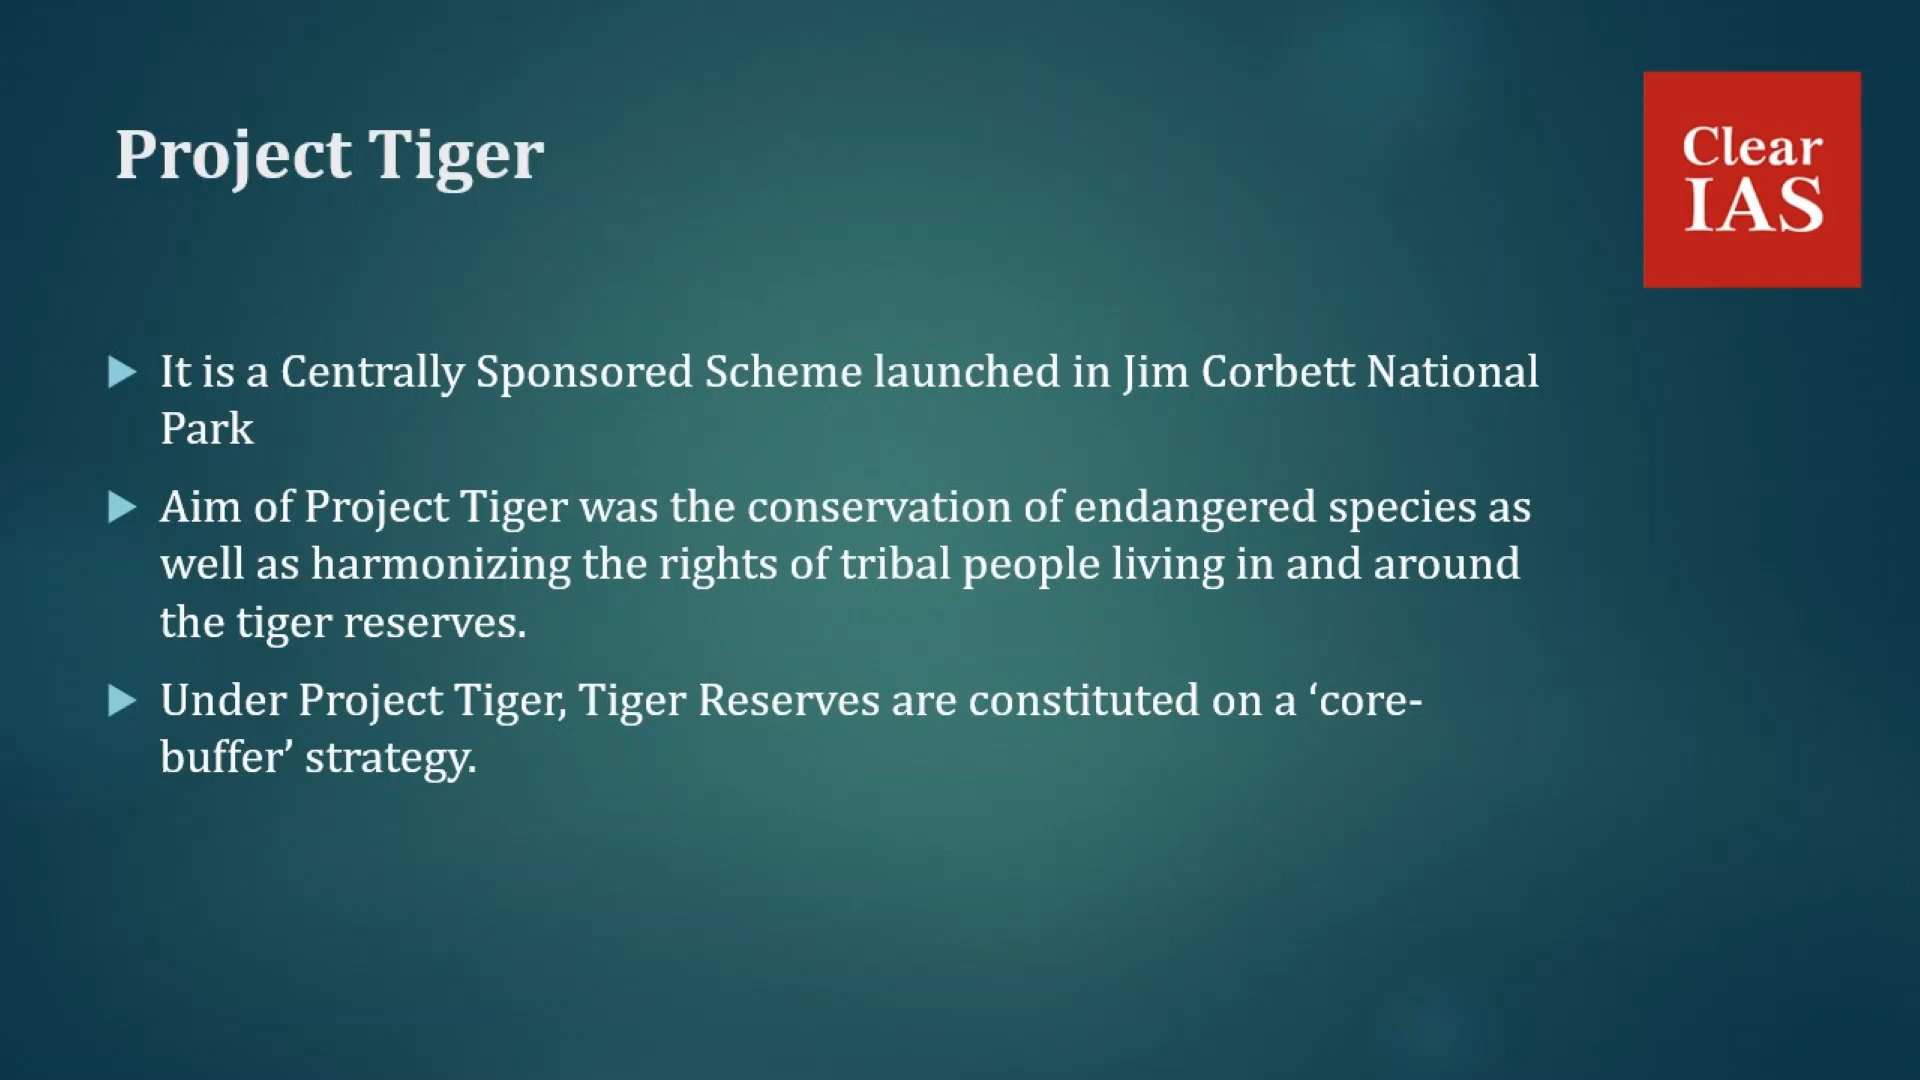 Project Tiger
Clear
IAS
It is a Centrally Sponsored Scheme launched in Jim Corbett National
Park
Aim of Project Tiger was the conservation of endangered species as
well as harmonizing the rights of tribal people living in and around
the tiger reserves.
Under Project Tiger, Tiger Reserves are constituted on a ‘core-
buffer’ strategy.